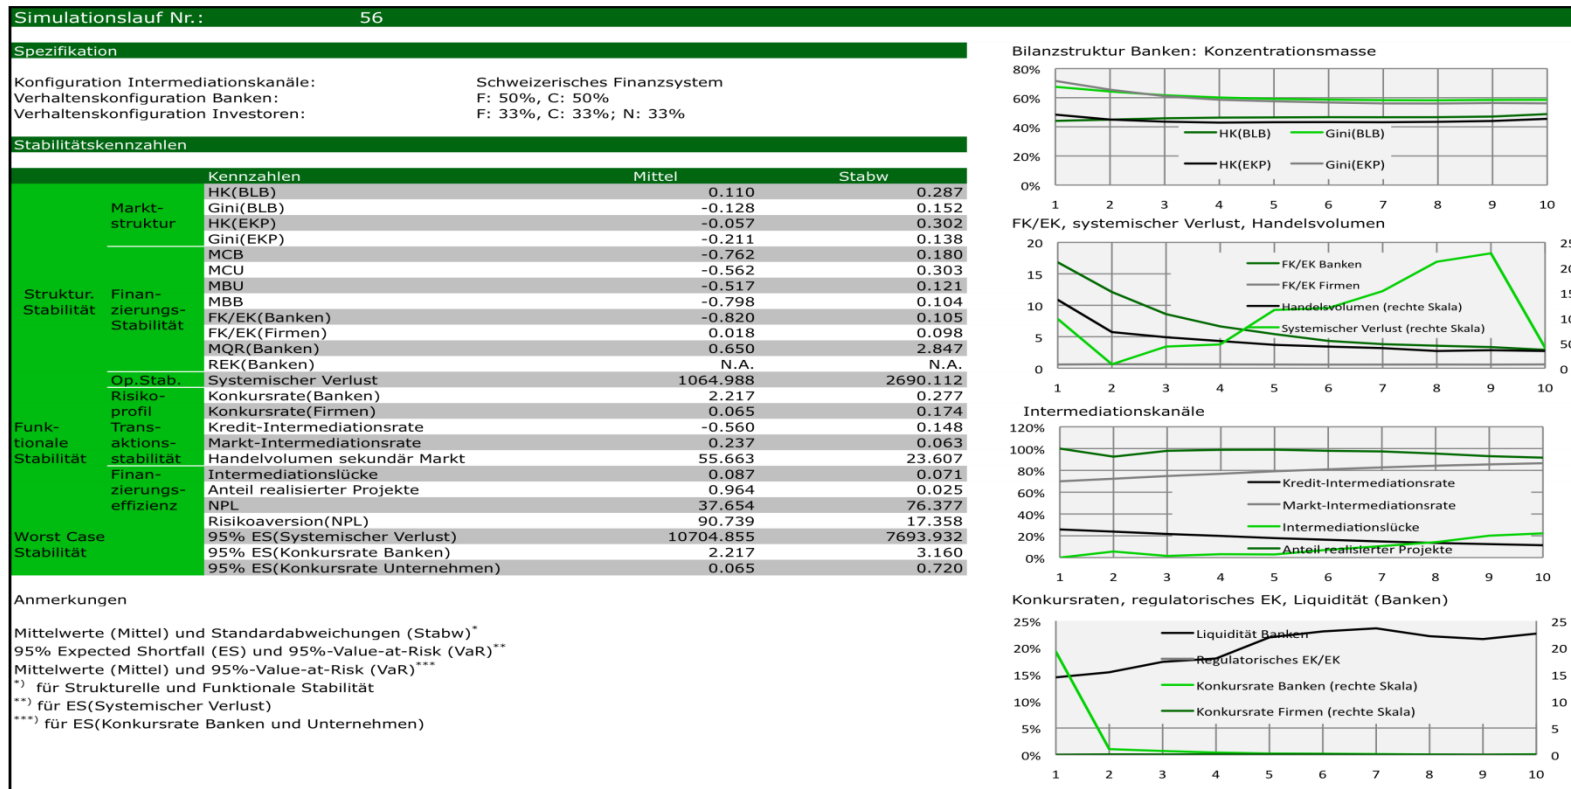 Simulationslauf Nr.: 56
Spezifikation
Konfiguration Intermediationskanäle: Schweizerisches Finanzsystem
Verhaltenskonfiguration Banken: F: 50%, C: 50%
Verhaltenskonfiguration Investoren: F: 33%, C: 33%; N: 33%
Stabilitätskennzahlen
Kennzahlen Mittel Stabw
HK(BLB) 0.110 0.287
Markt- Gini(BLB) -0.128 0.152
struktur HK(EKP) -0.057 0.302
Gini(EKP) -0.211 0.138
MCB -0.762 0.180
MCU -0.562 0.303
MBU -0.517 0.121
Struktur. Finan- MBB -0.798 0.104
Stabilität zierungs- FK/EK(Banken) -0.820 0.105
Stabilität FK/EK(Firmen) 0.018 0.098
MQR(Banken) 0.650 2.847
REK(Banken) N.A. N.A.
Op.Stab. Systemischer Verlust 1064.988 2690.112
Risiko- Konkursrate(Banken) 2.217 0.277
profil Konkursrate(Firmen) 0.065 0.174
Funk- Trans- Kredit-Intermediationsrate -0.560 0.148
tionale aktions- Markt-Intermediationsrate 0.237 0.063
Stabilität stabilität Handelvolumen sekundär Markt 55.663 23.607
Finan- Intermediationslücke 0.087 0.071
zierungs- Anteil realisierter Projekte 0.964 0.025
effizienz NPL 37.654 76.377
Risikoaversion(NPL) 90.739 17.358
Worst Case 95% ES(Systemischer Verlust) 10704.855 7693.932
Stabilität 95% ES(Konkursrate Banken) 2.217 3.160
95% ES(Konkursrate Unternehmen) 0.065 0.720
Anmerkungen
Mittelwerte (Mittel) und Standardabweichungen (Stabw)*
95% Expected Shortfall (ES) und 95%-Value-at-Risk (VaR)**
Mittelwerte (Mittel) und 95%-Value-at-Risk (VaR)***
*) für Strukturelle und Funktionale Stabilität
**) für ES(Systemischer Verlust)
***) für ES(Konkursrate Banken und Unternehmen)
Bilanzstruktur Banken: Konzentrationsmasse
80%
60%
40%
20%
0%
HK(BLB) Gini(BLB)
HK(EKP) Gini(EKP)
1 2 3 4 5 6 7 8 9 10
FK/EK, systemischer Verlust, Handelsvolumen
20
15
10
5
0
FK/EK Banken
FK/EK Firmen
Handelsvolumen (rechte Skala)
Systemischer Verlust (rechte Skala)
25
20
15
10
50
0
1 2 3 4 5 6 7 8 9 10
Intermediationskanäle
120%
100%
80%
60%
40%
20%
0%
Kredit-Intermediationsrate
Markt-Intermediationsrate
Intermediationslücke
Anteil realisierter Projekte
1 2 3 4 5 6 7 8 9 10
Konkursraten, regulatorisches EK, Liquidität (Banken)
25%
20%
15%
10%
5%
0%
Liquidität Banken
Regulatorisches EK/EK
Konkursrate Banken (rechte Skala)
Konkursrate Firmen (rechte Skala)
25
20
15
10
5
0
1 2 3 4 5 6 7 8 9 10